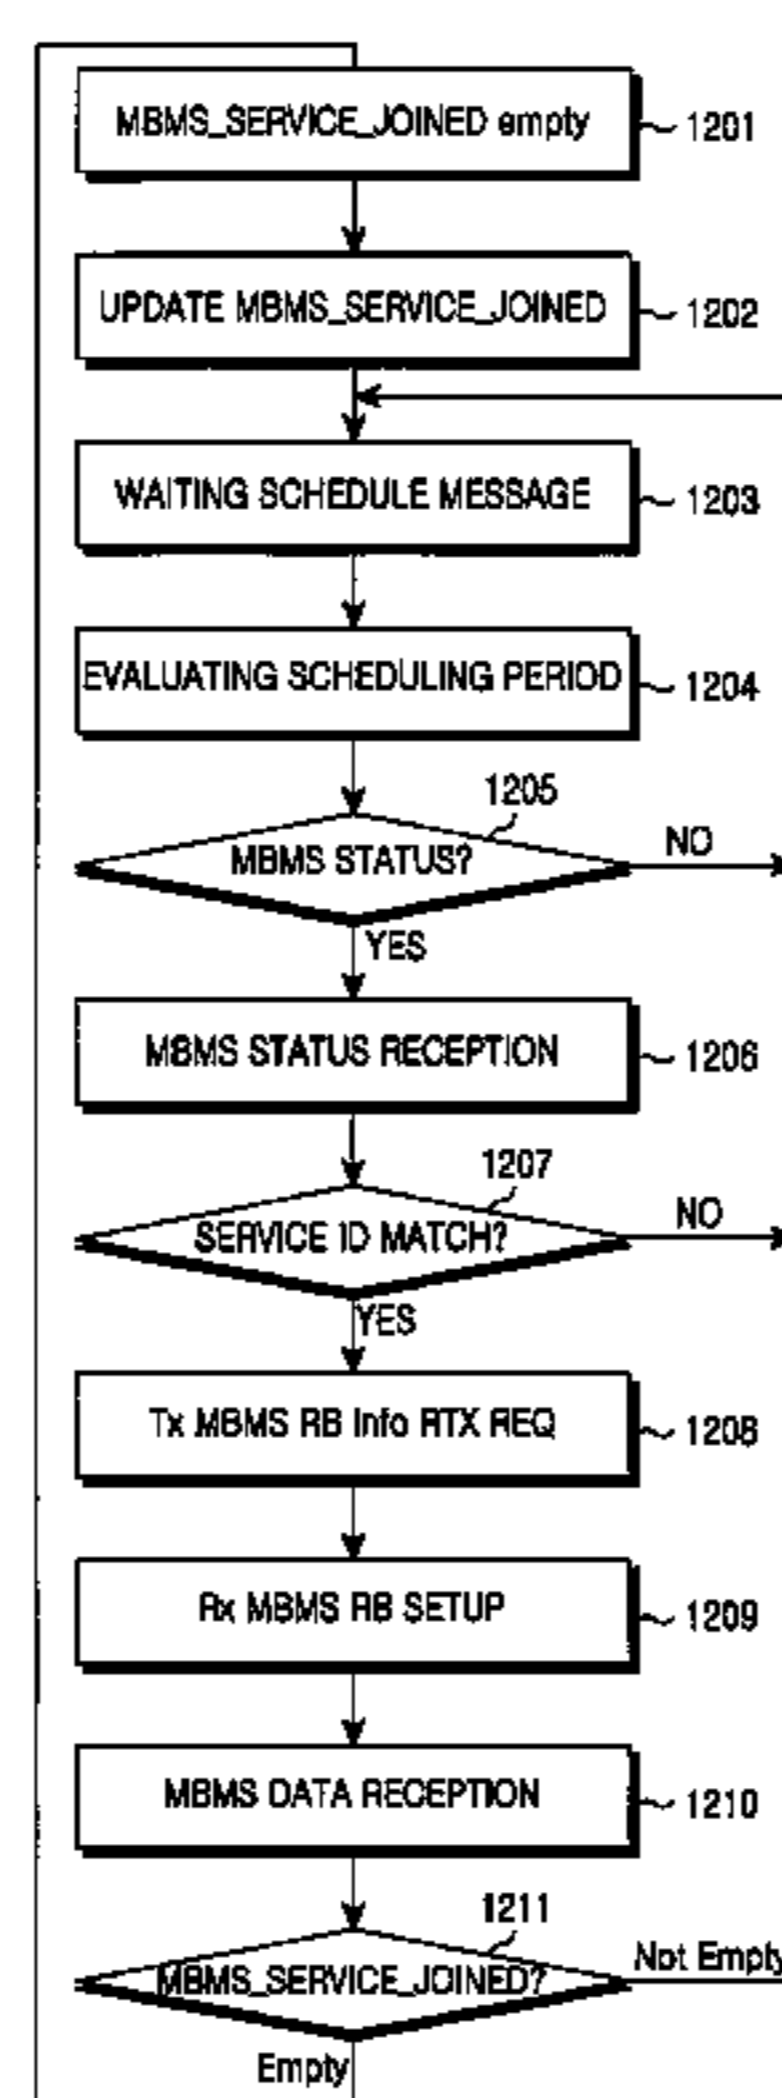 MBMS_SERVICE_JOINED empty
1201
UPDATE MBMS_SERVICE_JOINED
1202
WAITING SCHEDULE MESSAGE
1203
EVALUATING SCHEDULING PERIOD
1204
1205
MBMS STATUS?
NO
YES
MBMS STATUS RECEPTION
1206
1207
SERVICE ID MATCH?
NO
YES
Tx MBMS RB Info RTX REQ
1208
Rx MBMS RB SETUP
1209
MBMS DATA RECEPTION
1210
1211
MBMS_SERVICE_JOINED?
Not Empty
Empty